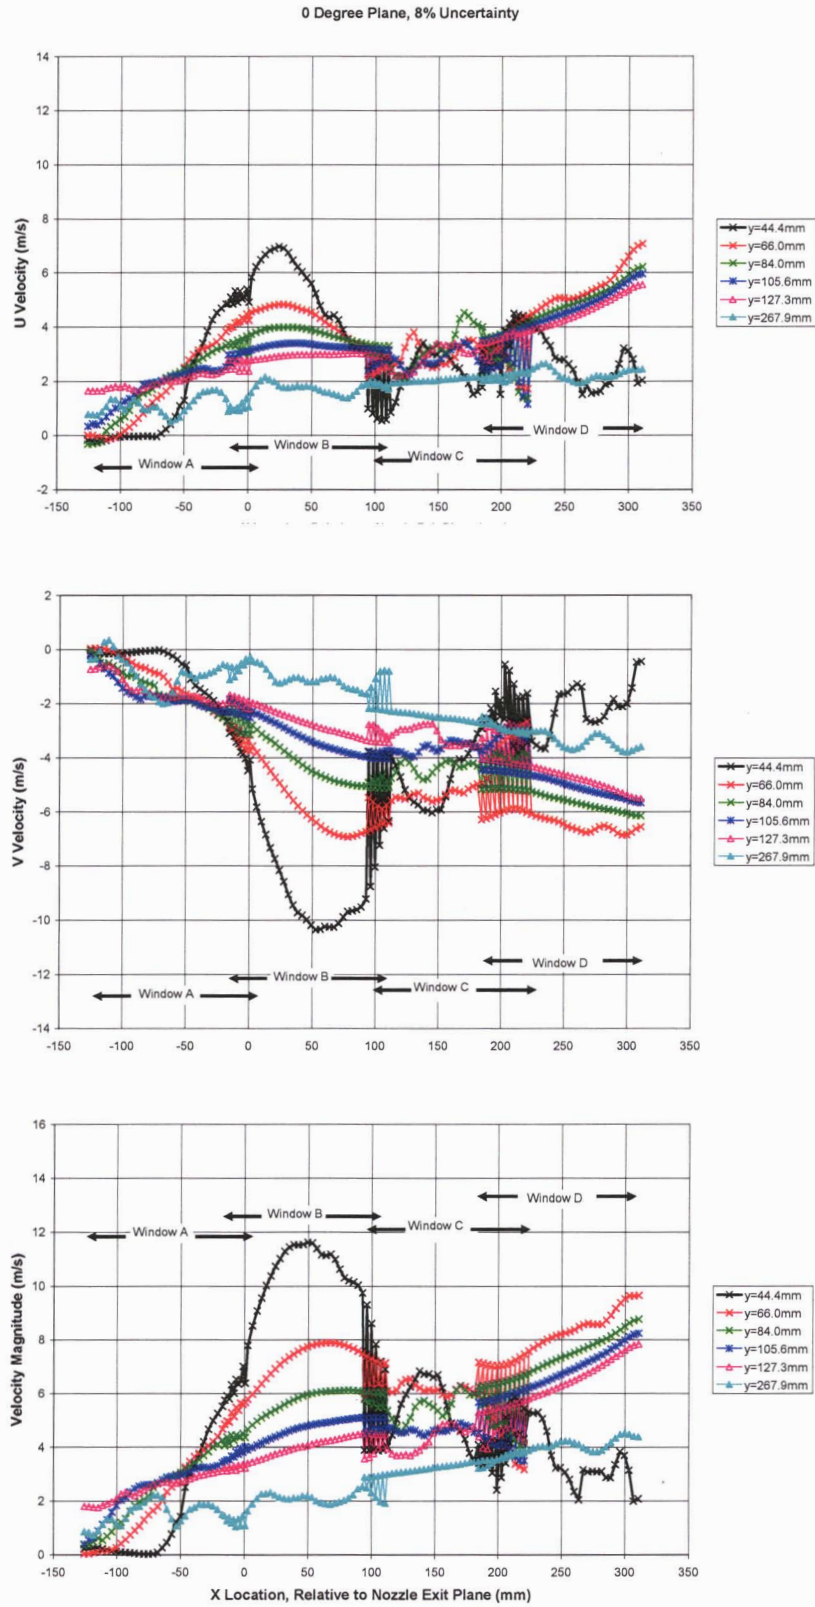 0 Degree Plane, 8% Uncertainty
U Velocity (m/s)
14
12
10
8
6
4
2
0
-2
-150 -100 -50 0 50 100 150 200 250 300 350
Window A
Window B
Window C
Window D
y=44.4mm
y=66.0mm
y=84.0mm
y=105.6mm
y=127.3mm
y=267.9mm
V Velocity (m/s)
2
0
-2
-4
-6
-8
-10
-12
-14
-150 -100 -50 0 50 100 150 200 250 300 350
Window A
Window B
Window C
Window D
y=44.4mm
y=66.0mm
y=84.0mm
y=105.6mm
y=127.3mm
y=267.9mm
Velocity Magnitude (m/s)
16
14
12
10
8
6
4
2
0
-150 -100 -50 0 50 100 150 200 250 300 350
Window A
Window B
Window C
Window D
y=44.4mm
y=66.0mm
y=84.0mm
y=105.6mm
y=127.3mm
y=267.9mm
X Location, Relative to Nozzle Exit Plane (mm)